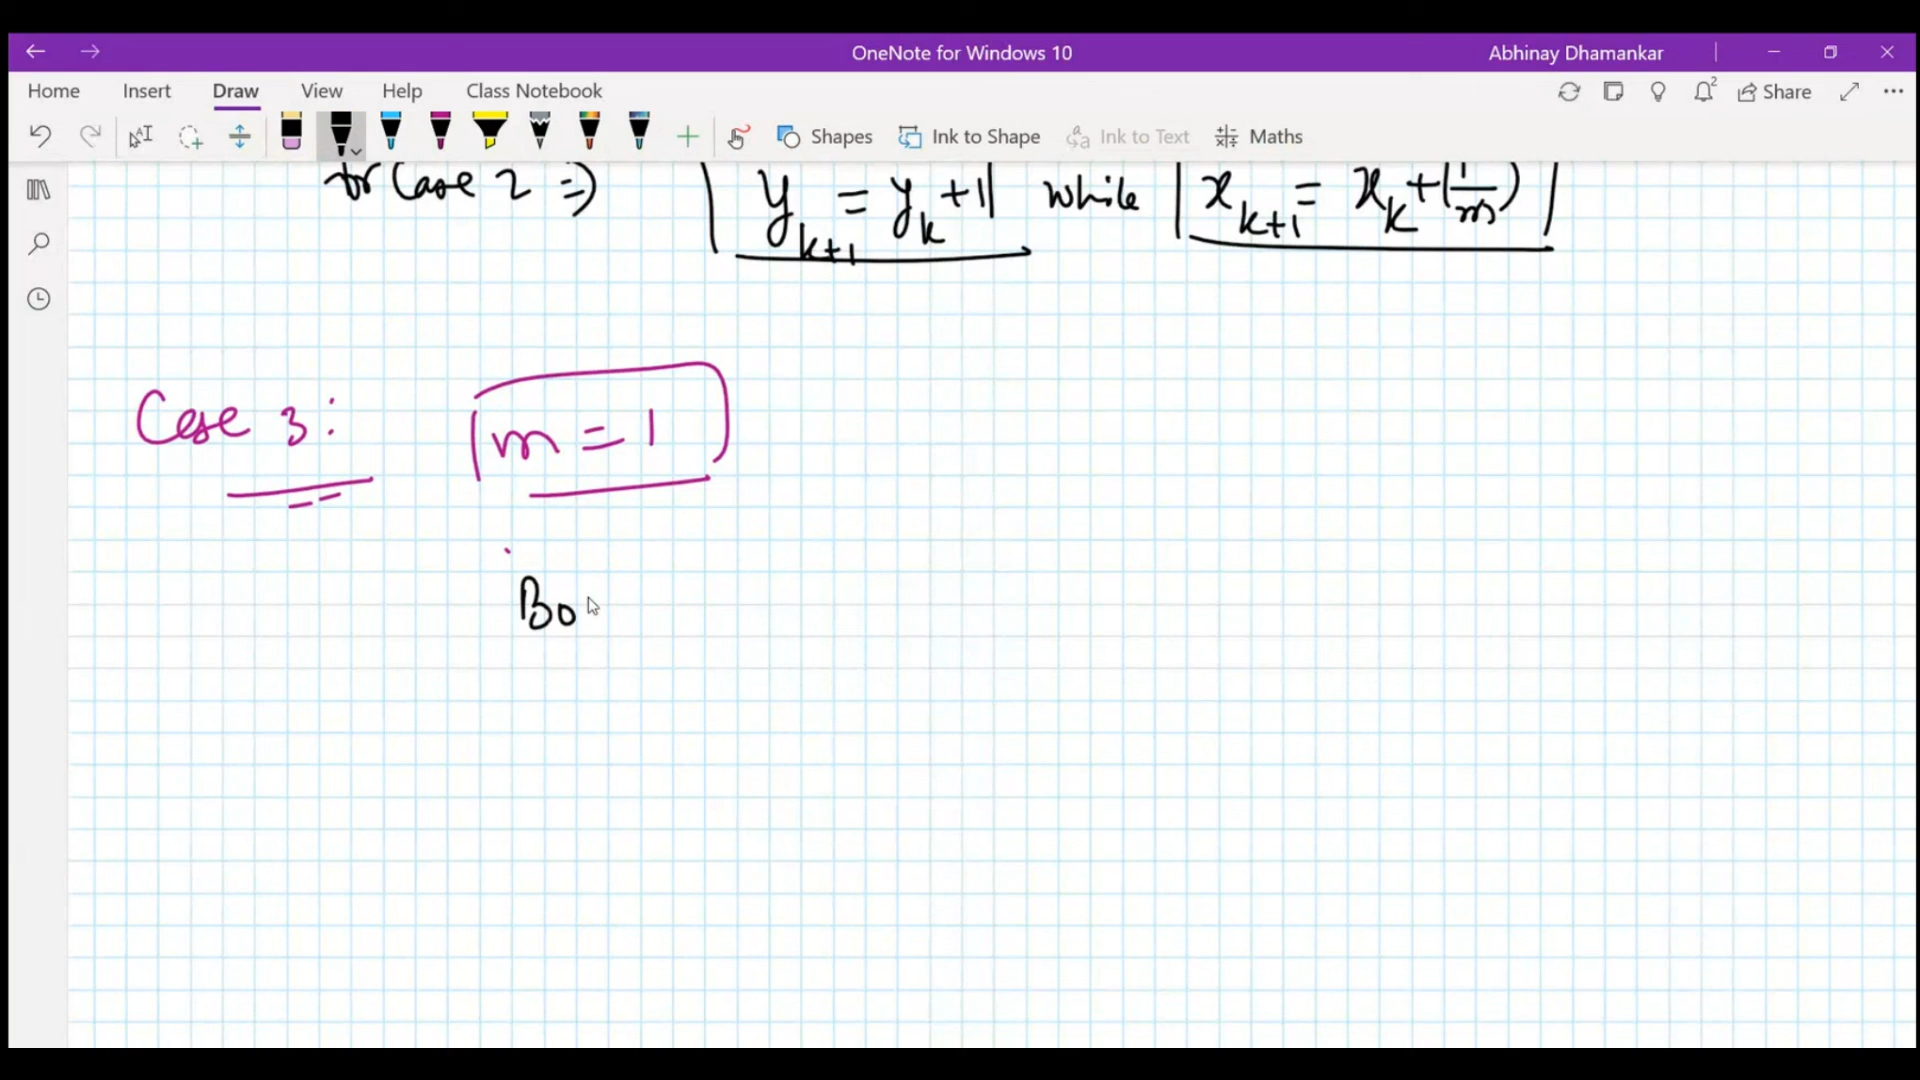 OneNote for Windows 10
Abhinay Dhamankar
Home Insert Draw View Help Class Notebook
2
Share
Shapes Ink to Shape Ink to Text Maths
for Case 2 => y_{k+1} = y_k + 1 while x_{k+1} = x_k + (1/m)
Case 3: m = 1
Bo